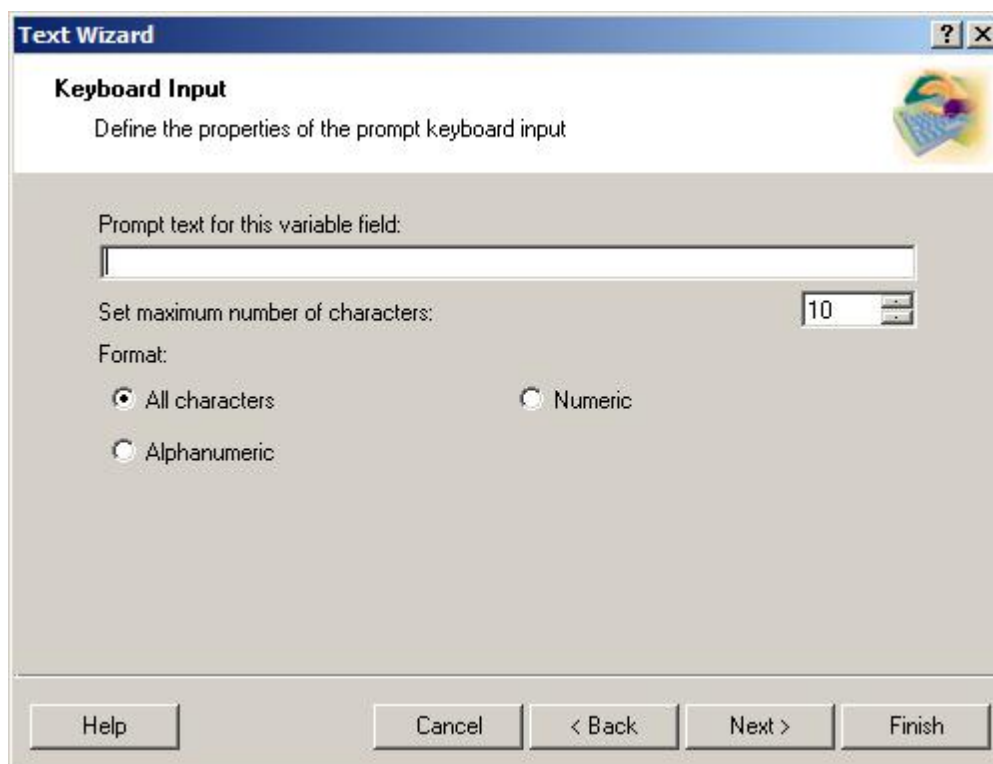 Text Wizard
Keyboard Input
Define the properties of the prompt keyboard input
Prompt text for this variable field:
Set maximum number of characters: 10
Format:
All characters Numeric
Alphanumeric
Help Cancel < Back Next > Finish